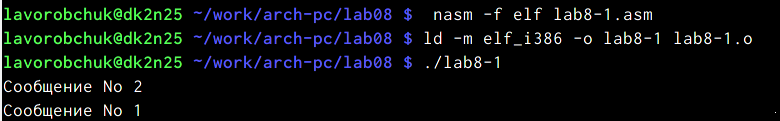 lavorobchuk@dk2n25 ~/work/arch-pc/lab08 $  nasm -f elf lab8-1.asm
lavorobchuk@dk2n25 ~/work/arch-pc/lab08 $ ld -m elf_i386 -o lab8-1 lab8-1.o
lavorobchuk@dk2n25 ~/work/arch-pc/lab08 $ ./lab8-1
Сообщение No 2
Сообщение No 1